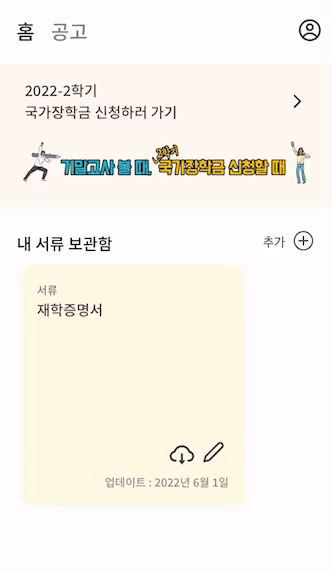 홈 공고
2022-2학기
국가장학금 신청하러 가기
2학기
기말고사 볼 때, 국가장학금 신청할 때
내 서류 보관함 추가
서류
재학증명서
업데이트 : 2022년 6월 1일